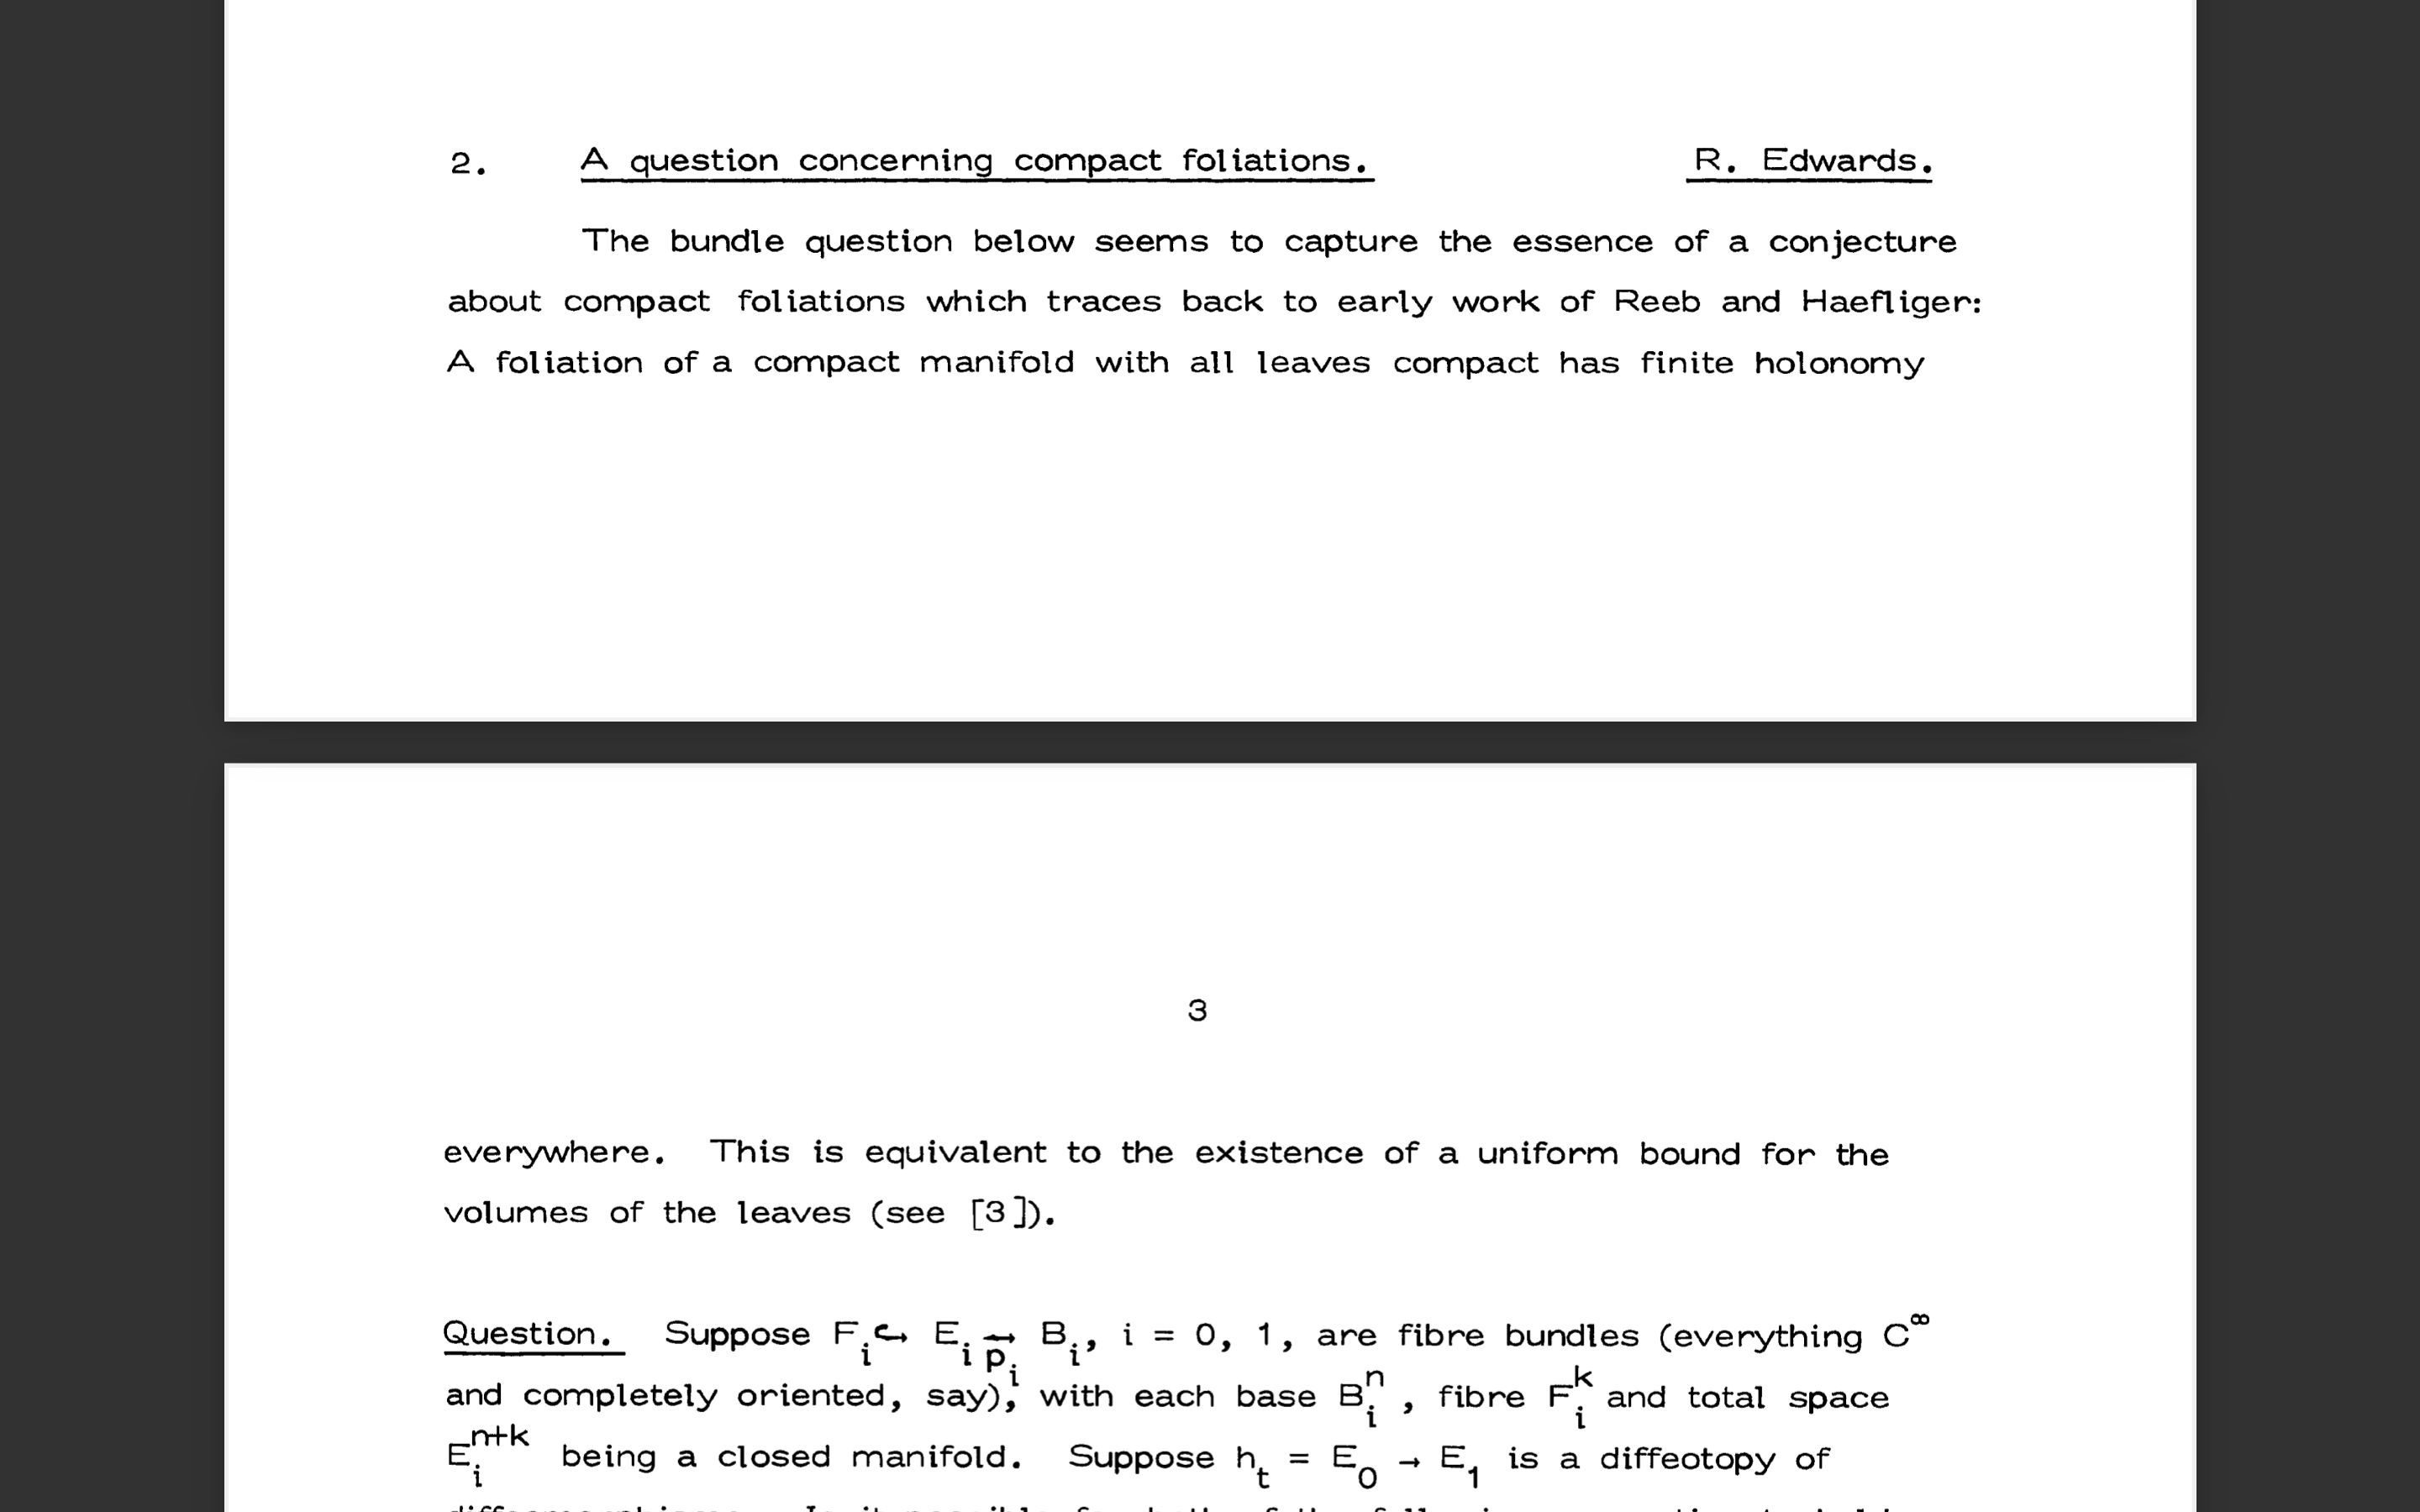 2. A question concerning compact foliations. R. Edwards.
The bundle question below seems to capture the essence of a conjecture
about compact foliations which traces back to early work of Reeb and Haefliger:
A foliation of a compact manifold with all leaves compact has finite holonomy
3
everywhere. This is equivalent to the existence of a uniform bound for the
volumes of the leaves (see [3]).
Question. Suppose F_i ↪ E_i →_{p_i} B_i, i = 0, 1, are fibre bundles (everything C^∞
and completely oriented, say), with each base B_i^n, fibre F_i^k and total space
E_i^{n+k} being a closed manifold. Suppose h_t = E_0 → E_1 is a diffeotopy of